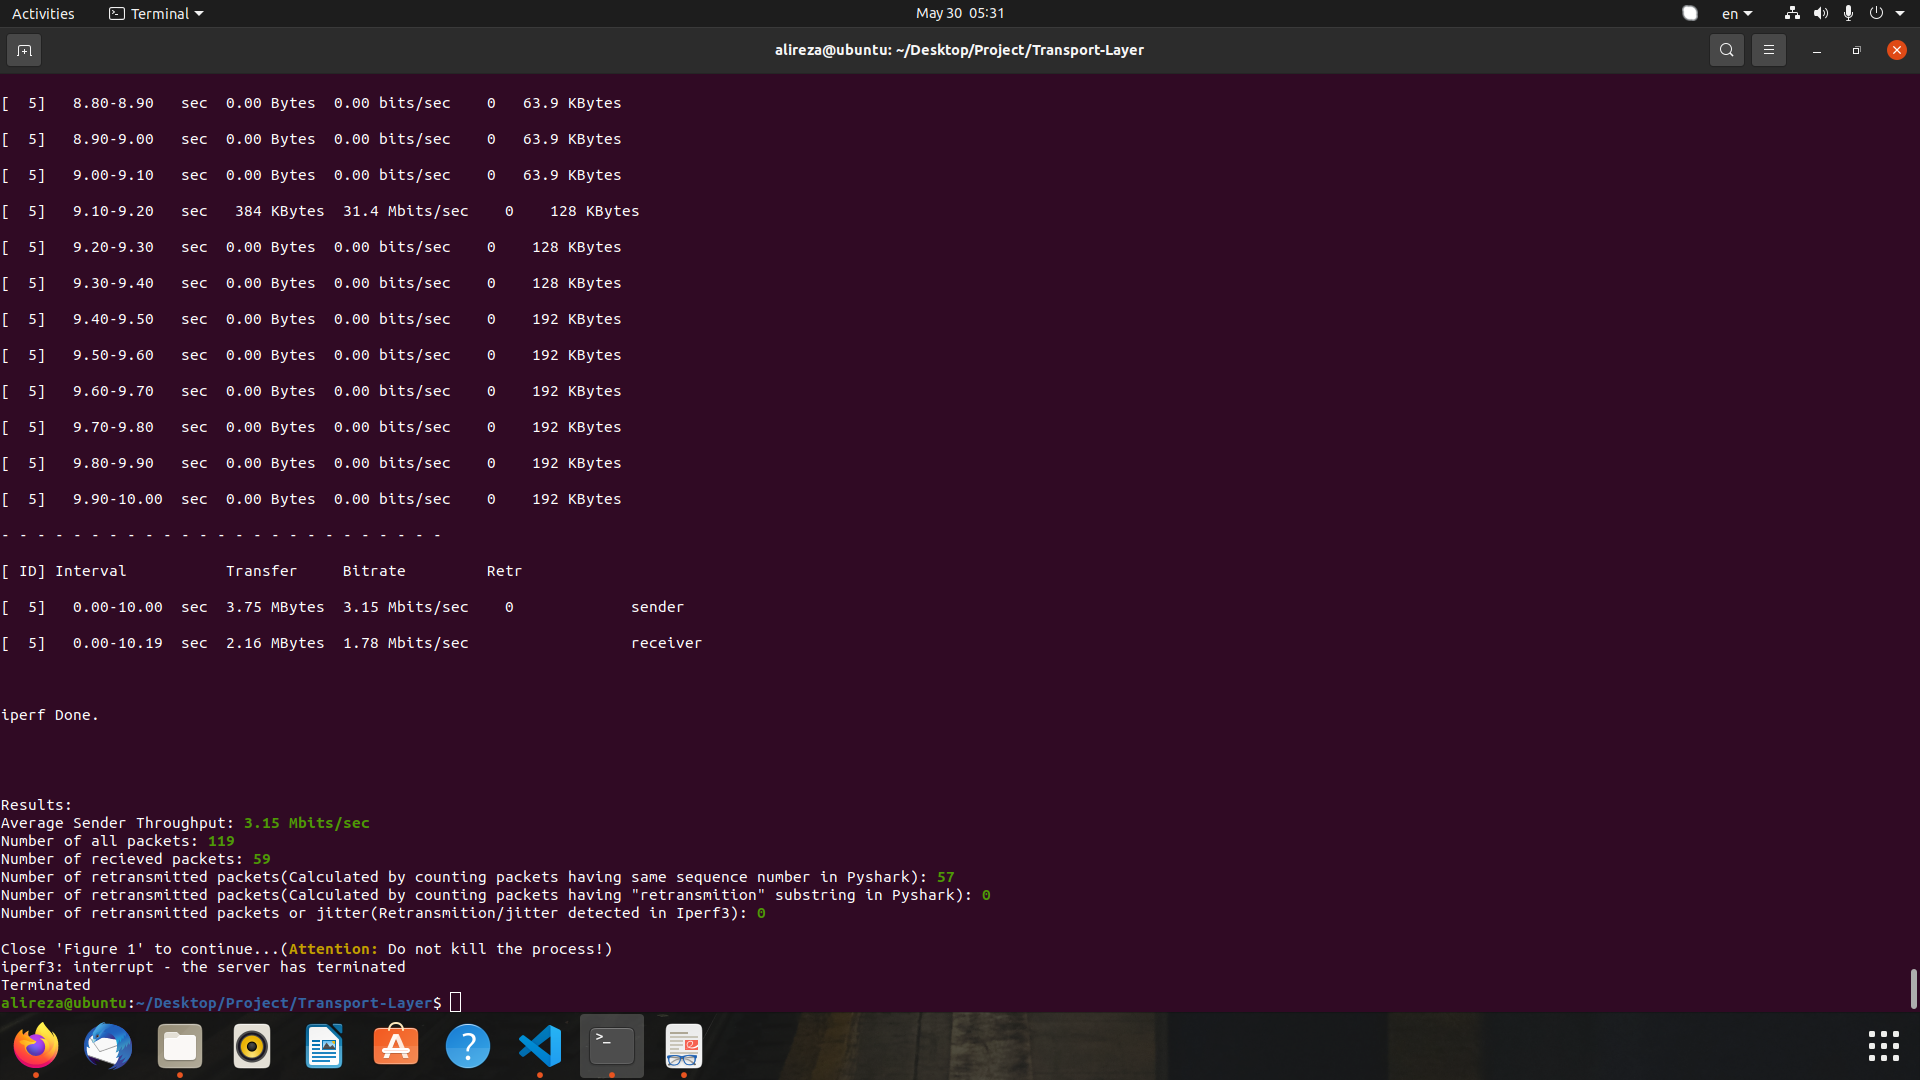 Activities Terminal May 30 05:31 en
alireza@ubuntu: ~/Desktop/Project/Transport-Layer
[  5]   8.80-8.90   sec  0.00 Bytes  0.00 bits/sec    0   63.9 KBytes
[  5]   8.90-9.00   sec  0.00 Bytes  0.00 bits/sec    0   63.9 KBytes
[  5]   9.00-9.10   sec  0.00 Bytes  0.00 bits/sec    0   63.9 KBytes
[  5]   9.10-9.20   sec   384 KBytes  31.4 Mbits/sec    0    128 KBytes
[  5]   9.20-9.30   sec  0.00 Bytes  0.00 bits/sec    0    128 KBytes
[  5]   9.30-9.40   sec  0.00 Bytes  0.00 bits/sec    0    128 KBytes
[  5]   9.40-9.50   sec  0.00 Bytes  0.00 bits/sec    0    192 KBytes
[  5]   9.50-9.60   sec  0.00 Bytes  0.00 bits/sec    0    192 KBytes
[  5]   9.60-9.70   sec  0.00 Bytes  0.00 bits/sec    0    192 KBytes
[  5]   9.70-9.80   sec  0.00 Bytes  0.00 bits/sec    0    192 KBytes
[  5]   9.80-9.90   sec  0.00 Bytes  0.00 bits/sec    0    192 KBytes
[  5]   9.90-10.00  sec  0.00 Bytes  0.00 bits/sec    0    192 KBytes
- - - - - - - - - - - - - - - - - - - - - - - - -
[ ID] Interval           Transfer     Bitrate         Retr
[  5]   0.00-10.00  sec  3.75 MBytes  3.15 Mbits/sec    0             sender
[  5]   0.00-10.19  sec  2.16 MBytes  1.78 Mbits/sec                  receiver
iperf Done.
Results:
Average Sender Throughput: 3.15 Mbits/sec
Number of all packets: 119
Number of recieved packets: 59
Number of retransmitted packets(Calculated by counting packets having same sequence number in Pyshark): 57
Number of retransmitted packets(Calculated by counting packets having "retransmition" substring in Pyshark): 0
Number of retransmitted packets or jitter(Retransmition/jitter detected in Iperf3): 0
Close 'Figure 1' to continue...(Attention: Do not kill the process!)
iperf3: interrupt - the server has terminated
Terminated
alireza@ubuntu:~/Desktop/Project/Transport-Layer$